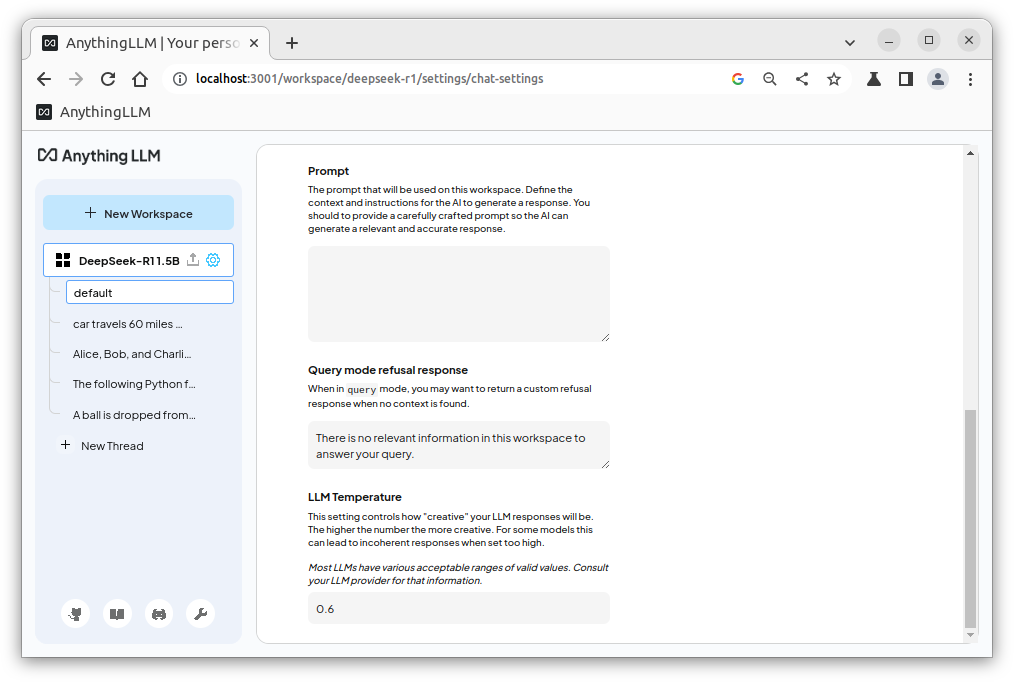 AnythingLLM | Your perso
localhost:3001/workspace/deepseek-r1/settings/chat-settings
AnythingLLM
Anything LLM
New Workspace
DeepSeek-R1 1.5B
default
car travels 60 miles ...
Alice, Bob, and Charli...
The following Python f...
A ball is dropped from...
New Thread
Prompt
The prompt that will be used on this workspace. Define the
context and instructions for the AI to generate a response. You
should to provide a carefully crafted prompt so the AI can
generate a relevant and accurate response.
Query mode refusal response
When in query mode, you may want to return a custom refusal
response when no context is found.
There is no relevant information in this workspace to
answer your query.
LLM Temperature
This setting controls how "creative" your LLM responses will be.
The higher the number the more creative. For some models this
can lead to incoherent responses when set too high.
Most LLMs have various acceptable ranges of valid values. Consult
your LLM provider for that information.
0.6